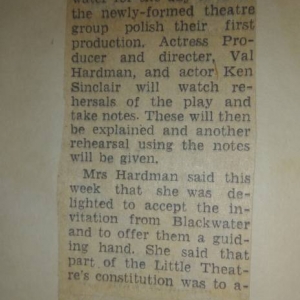 the newly-formed theatre
group polish their first
production. Actress Pro-
ducer and directer, Val
Hardman, and actor Ken
Sinclair will watch re-
hersals of the play and
take notes. These will then
be explained and another
rehearsal using the notes
will be given.
Mrs Hardman said this
week that she was de-
lighted to accept the in-
vitation from Blackwater
and to offer them a guid-
ing hand. She said that
part of the Little Theat-
re's constitution was to a-